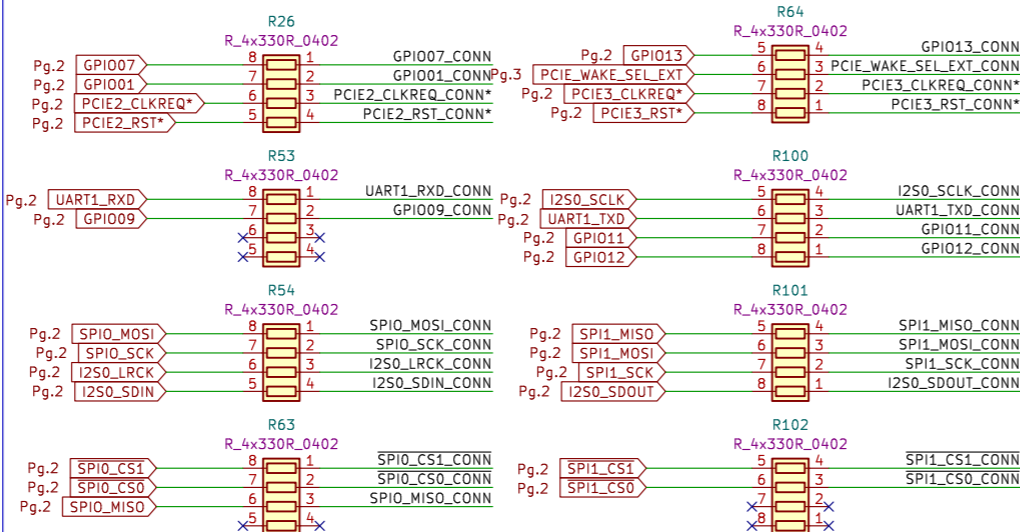 R26
R_4x330R_0402
Pg.2 GPIO07 8 1 GPIO07_CONN
Pg.2 GPIO01 7 2 GPIO01_CONN
Pg.2 PCIE2_CLKREQ* 6 3 PCIE2_CLKREQ_CONN*
Pg.2 PCIE2_RST* 5 4 PCIE2_RST_CONN*
R64
R_4x330R_0402
Pg.2 GPIO13 5 4 GPIO13_CONN
Pg.3 PCIE_WAKE_SEL_EXT 6 3 PCIE_WAKE_SEL_EXT_CONN
Pg.2 PCIE3_CLKREQ* 7 2 PCIE3_CLKREQ_CONN*
Pg.2 PCIE3_RST* 8 1 PCIE3_RST_CONN*
R53
R_4x330R_0402
Pg.2 UART1_RXD 8 1 UART1_RXD_CONN
Pg.2 GPIO09 7 2 GPIO09_CONN
6 3
5 4
R100
R_4x330R_0402
Pg.2 I2S0_SCLK 5 4 I2S0_SCLK_CONN
Pg.2 UART1_TXD 6 3 UART1_TXD_CONN
Pg.2 GPIO11 7 2 GPIO11_CONN
Pg.2 GPIO12 8 1 GPIO12_CONN
R54
R_4x330R_0402
Pg.2 SPI0_MOSI 8 1 SPI0_MOSI_CONN
Pg.2 SPI0_SCK 7 2 SPI0_SCK_CONN
Pg.2 I2S0_LRCK 6 3 I2S0_LRCK_CONN
Pg.2 I2S0_SDIN 5 4 I2S0_SDIN_CONN
R101
R_4x330R_0402
Pg.2 SPI1_MISO 5 4 SPI1_MISO_CONN
Pg.2 SPI1_MOSI 6 3 SPI1_MOSI_CONN
Pg.2 SPI1_SCK 7 2 SPI1_SCK_CONN
Pg.2 I2S0_SDOUT 8 1 I2S0_SDOUT_CONN
R63
R_4x330R_0402
Pg.2 SPI0_CS1 8 1 SPI0_CS1_CONN
Pg.2 SPI0_CS0 7 2 SPI0_CS0_CONN
Pg.2 SPI0_MISO 6 3 SPI0_MISO_CONN
5 4
R102
R_4x330R_0402
Pg.2 SPI1_CS1 5 4 SPI1_CS1_CONN
Pg.2 SPI1_CS0 6 3 SPI1_CS0_CONN
7 2
8 1